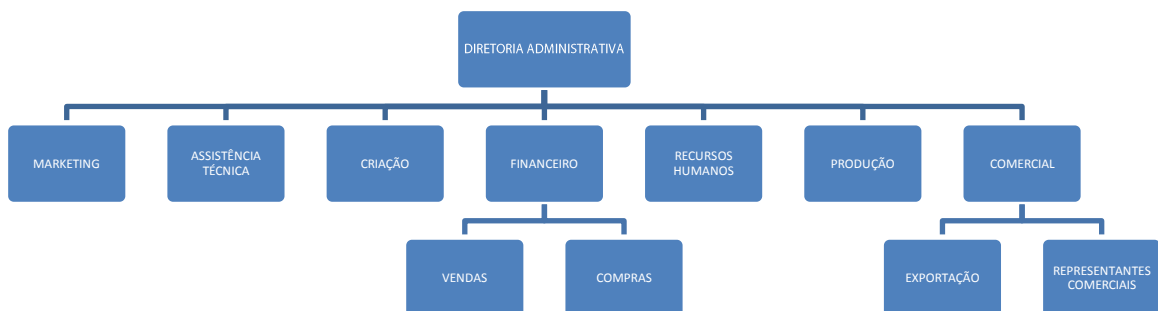 DIRETORIA ADMINISTRATIVA
MARKETING
ASSISTÊNCIA
TÉCNICA
CRIAÇÃO
FINANCEIRO
RECURSOS
HUMANOS
PRODUÇÃO
COMERCIAL
VENDAS
COMPRAS
EXPORTAÇÃO
REPRESENTANTES
COMERCIAIS